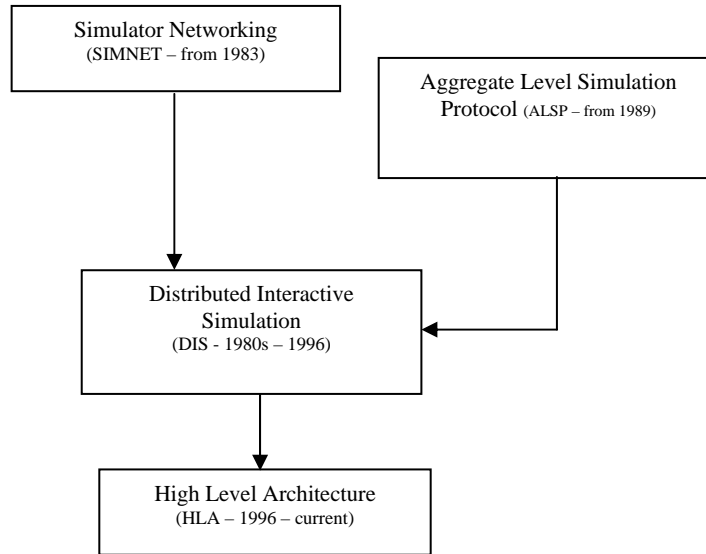 Simulator Networking
(SIMNET – from 1983)
Aggregate Level Simulation
Protocol (ALSP – from 1989)
Distributed Interactive
Simulation
(DIS - 1980s – 1996)
High Level Architecture
(HLA – 1996 – current)